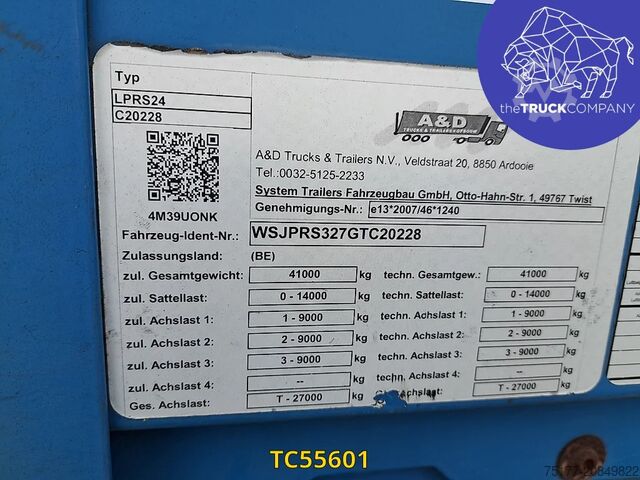 the TRUCK COMPANY
Typ
LPRS24
C20228
A&D
TRUCKS & TRAILERS
A&D Trucks & Trailers N.V., Veldstraat 20, 8850 Ardooie
Tel.:0032-5125-2233
System Trailers Fahrzeugbau GmbH, Otto-Hahn-Str. 1, 49767 Twist
4M39UONK
Genehmigungs-Nr.: e13*2007/46*1240
Fahrzeug-Ident-Nr.: WSJPRS327GTC20228
Zulassungsland: (BE)
zul. Gesamtgewicht: 41000 kg techn. Gesamtgew.: 41000 kg
zul. Sattellast: 0 - 14000 kg techn. Sattellast: 0 - 14000 kg
zul. Achslast 1: 1 - 9000 kg techn. Achslast 1: 1 - 9000 kg
zul. Achslast 2: 2 - 9000 kg techn. Achslast 2: 2 - 9000 kg
zul. Achslast 3: 3 - 9000 kg techn. Achslast 3: 3 - 9000 kg
zul. Achslast 4: -- kg techn. Achslast 4: -- kg
Ges. Achslast: T - 27000 kg T - 27000 kg
TC55601